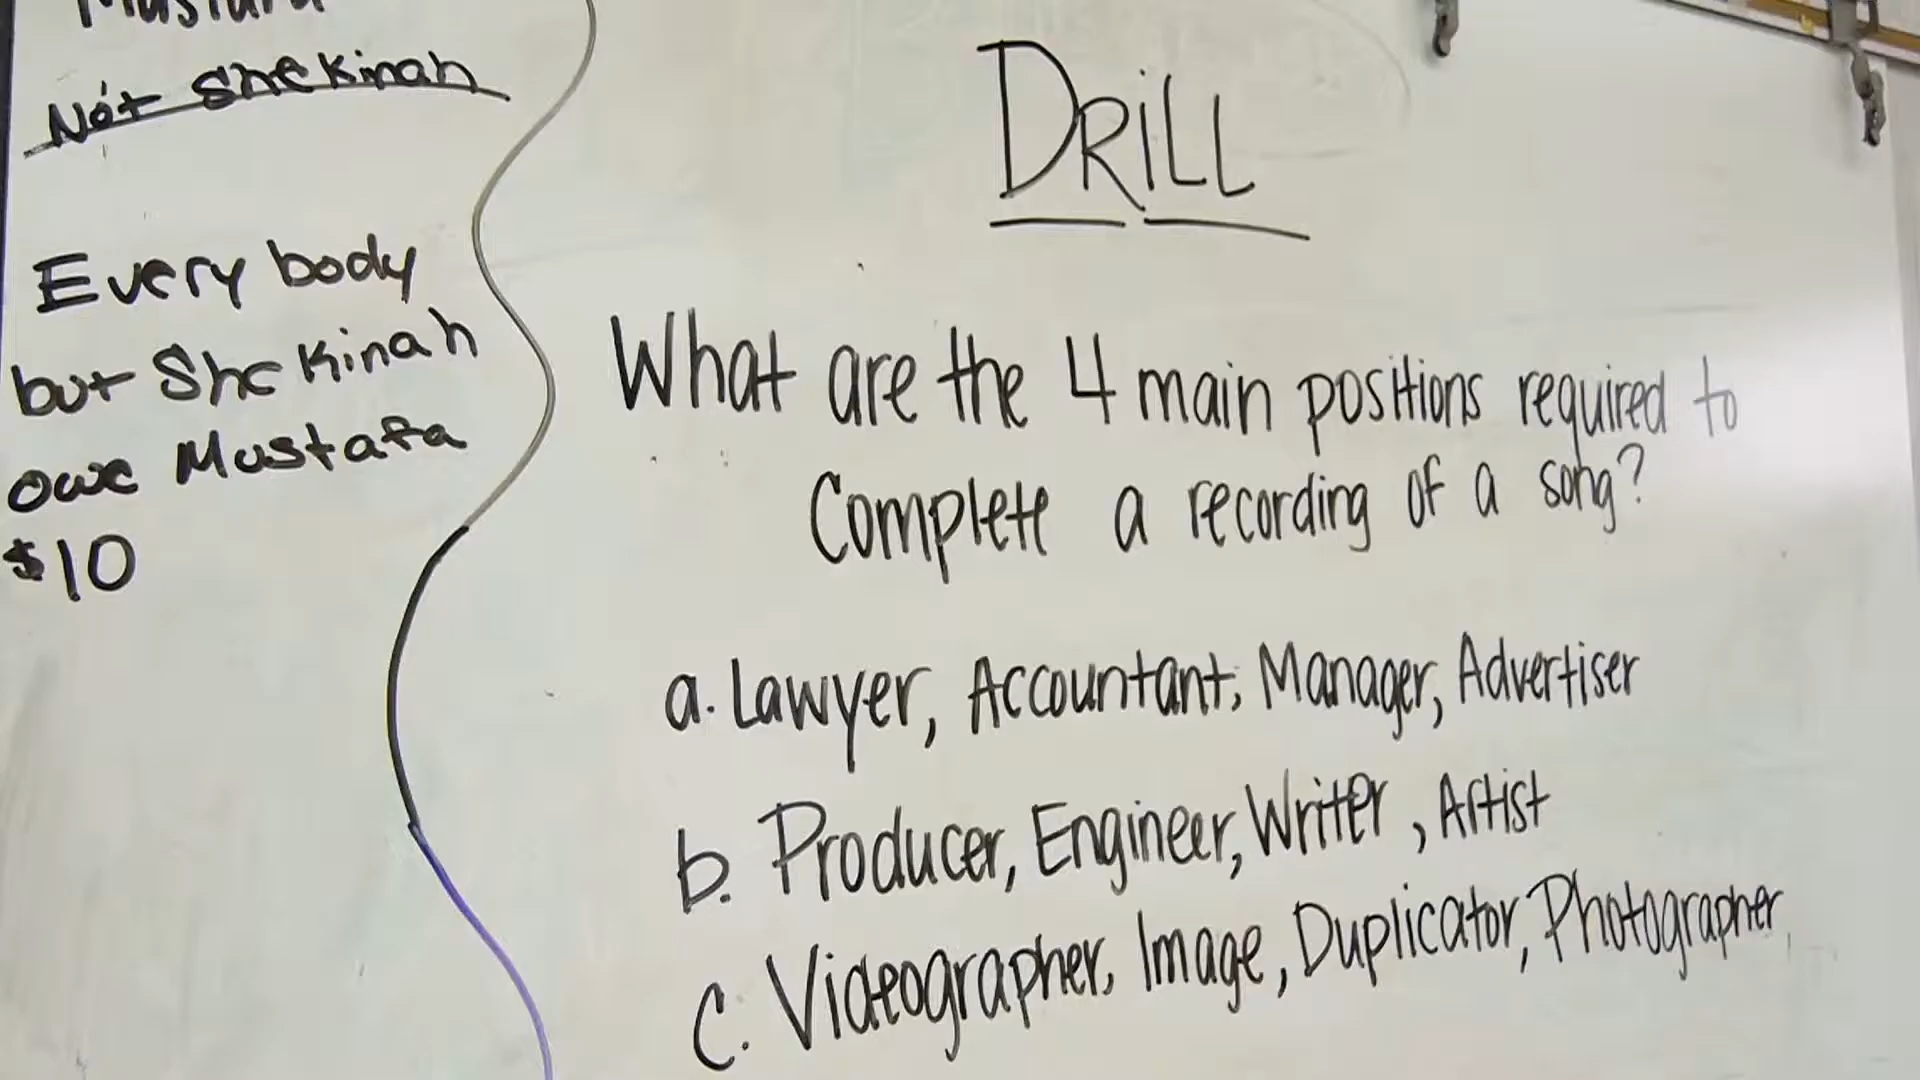 Not Shekinah
Every body
but Shekinah
owe Mustafa
$10
DRiLL
What are the 4 main positions required to
Complete a recording of a song?
a. Lawyer, Accountant, Manager, Advertiser
b. Producer, Engineer, Writer, Artist
c. Videographer, Image, Duplicator, Photographer